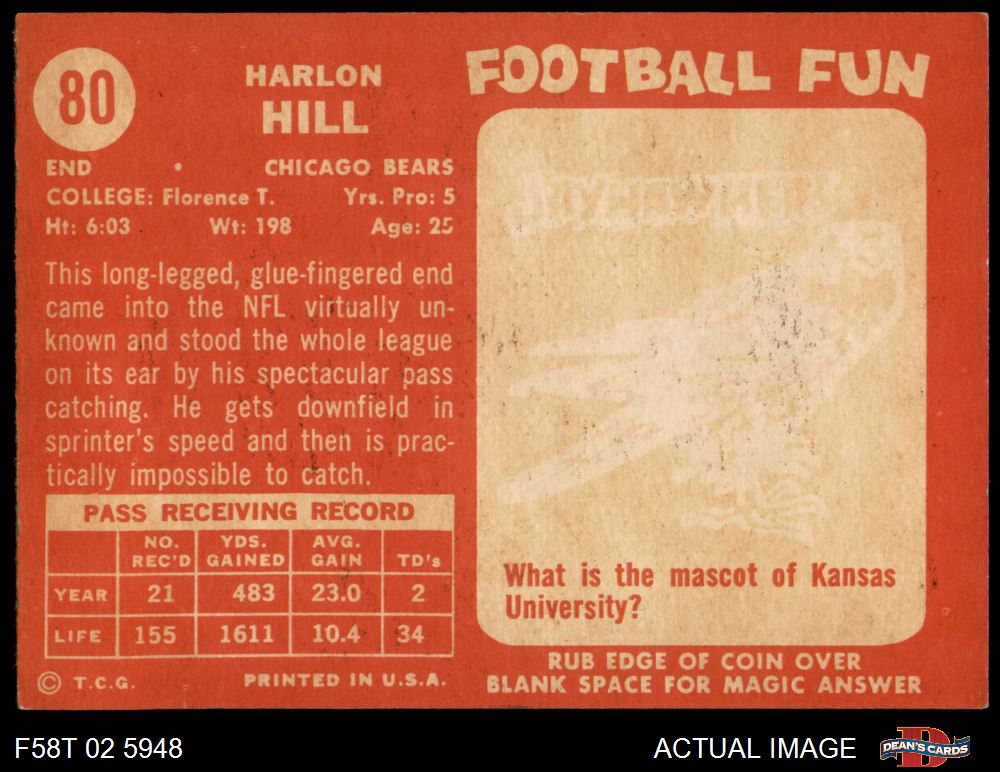 80
HARLON
HILL
END • CHICAGO BEARS
COLLEGE: Florence T. Yrs. Pro: 5
Ht: 6:03 Wt: 198 Age: 25
This long-legged, glue-fingered end
came into the NFL virtually un-
known and stood the whole league
on its ear by his spectacular pass
catching. He gets downfield in
sprinter's speed and then is prac-
tically impossible to catch.
PASS RECEIVING RECORD
NO. REC'D YDS. GAINED AVG. GAIN TD's
YEAR 21 483 23.0 2
LIFE 155 1611 10.4 34
© T.C.G. PRINTED IN U.S.A.
FOOTBALL FUN
What is the mascot of Kansas
University?
RUB EDGE OF COIN OVER
BLANK SPACE FOR MAGIC ANSWER
F58T 02 5948
ACTUAL IMAGE
DEAN'S CARDS